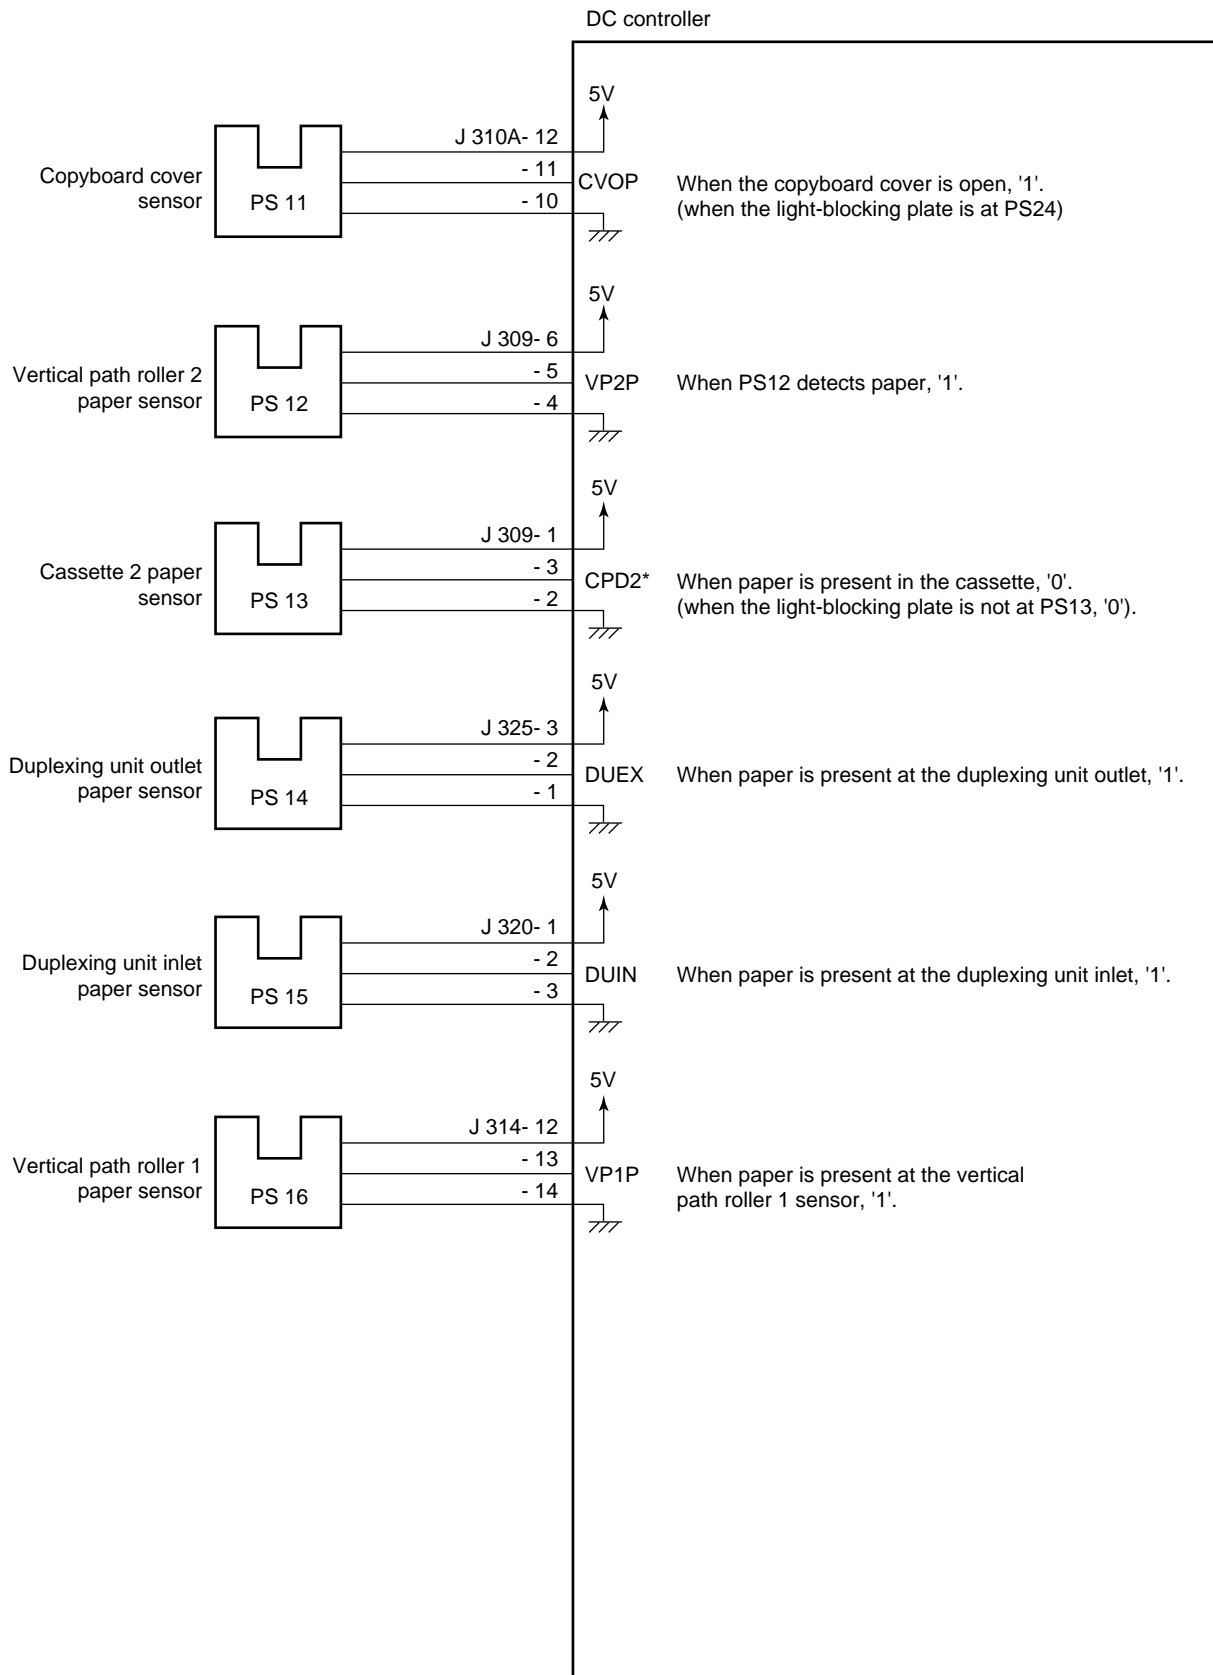 DC controller
5V
J 310A- 12
Copyboard cover
sensor
PS 11
- 11
- 10
CVOP
When the copyboard cover is open, '1'.
(when the light-blocking plate is at PS24)
5V
J 309- 6
Vertical path roller 2
paper sensor
PS 12
- 5
- 4
VP2P
When PS12 detects paper, '1'.
5V
J 309- 1
Cassette 2 paper
sensor
PS 13
- 3
- 2
CPD2*
When paper is present in the cassette, '0'.
(when the light-blocking plate is not at PS13, '0').
5V
J 325- 3
Duplexing unit outlet
paper sensor
PS 14
- 2
- 1
DUEX
When paper is present at the duplexing unit outlet, '1'.
5V
J 320- 1
Duplexing unit inlet
paper sensor
PS 15
- 2
- 3
DUIN
When paper is present at the duplexing unit inlet, '1'.
5V
J 314- 12
Vertical path roller 1
paper sensor
PS 16
- 13
- 14
VP1P
When paper is present at the vertical
path roller 1 sensor, '1'.